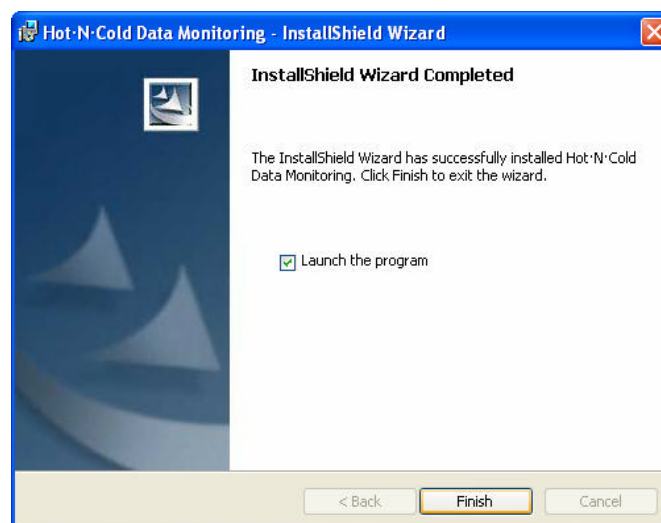 Hot·N·Cold Data Monitoring - InstallShield Wizard
InstallShield Wizard Completed
The InstallShield Wizard has successfully installed Hot·N·Cold
Data Monitoring. Click Finish to exit the wizard.
Launch the program
< Back
Finish
Cancel